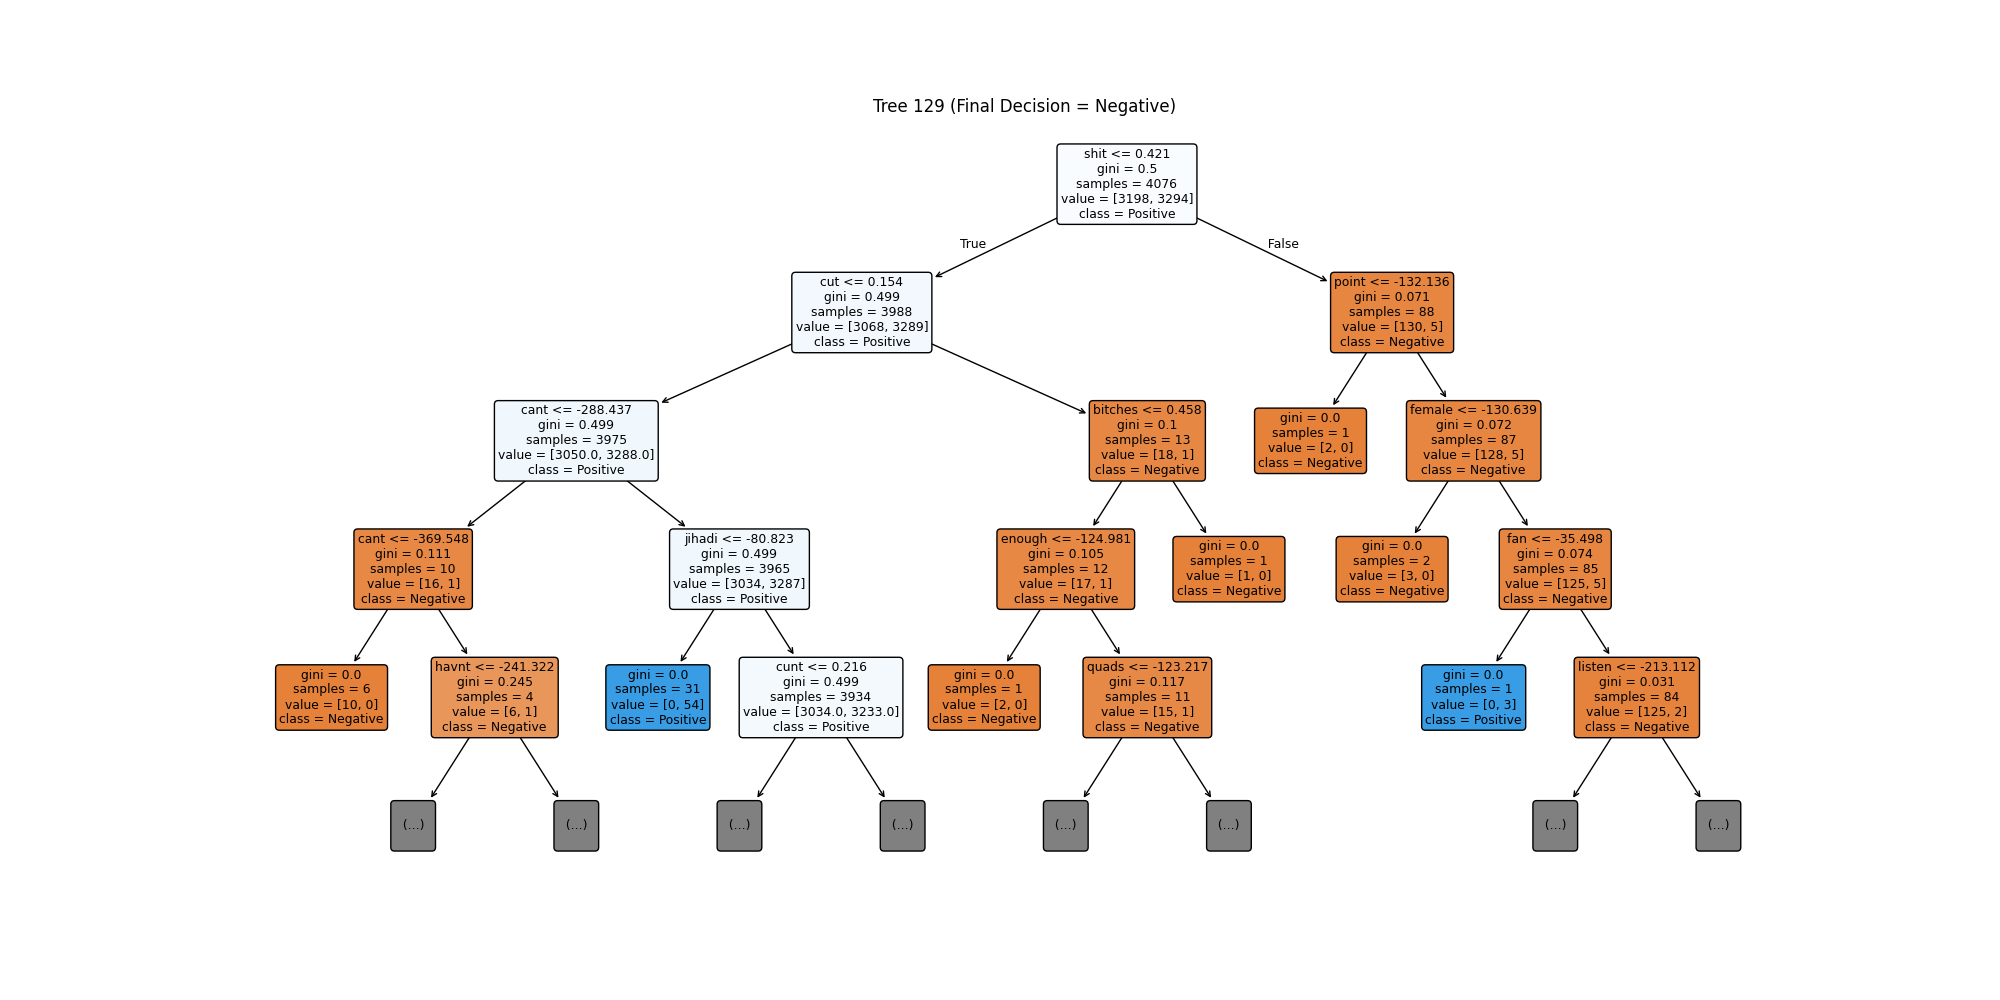 Tree 129 (Final Decision = Negative)
shit <= 0.421
gini = 0.5
samples = 4076
value = [3198, 3294]
class = Positive
True
False
cut <= 0.154
gini = 0.499
samples = 3988
value = [3068, 3289]
class = Positive
point <= -132.136
gini = 0.071
samples = 88
value = [130, 5]
class = Negative
cant <= -288.437
gini = 0.499
samples = 3975
value = [3050.0, 3288.0]
class = Positive
bitches <= 0.458
gini = 0.1
samples = 13
value = [18, 1]
class = Negative
gini = 0.0
samples = 1
value = [2, 0]
class = Negative
female <= -130.639
gini = 0.072
samples = 87
value = [128, 5]
class = Negative
cant <= -369.548
gini = 0.111
samples = 10
value = [16, 1]
class = Negative
jihadi <= -80.823
gini = 0.499
samples = 3965
value = [3034, 3287]
class = Positive
enough <= -124.981
gini = 0.105
samples = 12
value = [17, 1]
class = Negative
gini = 0.0
samples = 1
value = [1, 0]
class = Negative
gini = 0.0
samples = 2
value = [3, 0]
class = Negative
fan <= -35.498
gini = 0.074
samples = 85
value = [125, 5]
class = Negative
gini = 0.0
samples = 6
value = [10, 0]
class = Negative
havnt <= -241.322
gini = 0.245
samples = 4
value = [6, 1]
class = Negative
gini = 0.0
samples = 31
value = [0, 54]
class = Positive
cunt <= 0.216
gini = 0.499
samples = 3934
value = [3034.0, 3233.0]
class = Positive
gini = 0.0
samples = 1
value = [2, 0]
class = Negative
quads <= -123.217
gini = 0.117
samples = 11
value = [15, 1]
class = Negative
gini = 0.0
samples = 1
value = [0, 3]
class = Positive
listen <= -213.112
gini = 0.031
samples = 84
value = [125, 2]
class = Negative
(...)
(...)
(...)
(...)
(...)
(...)
(...)
(...)